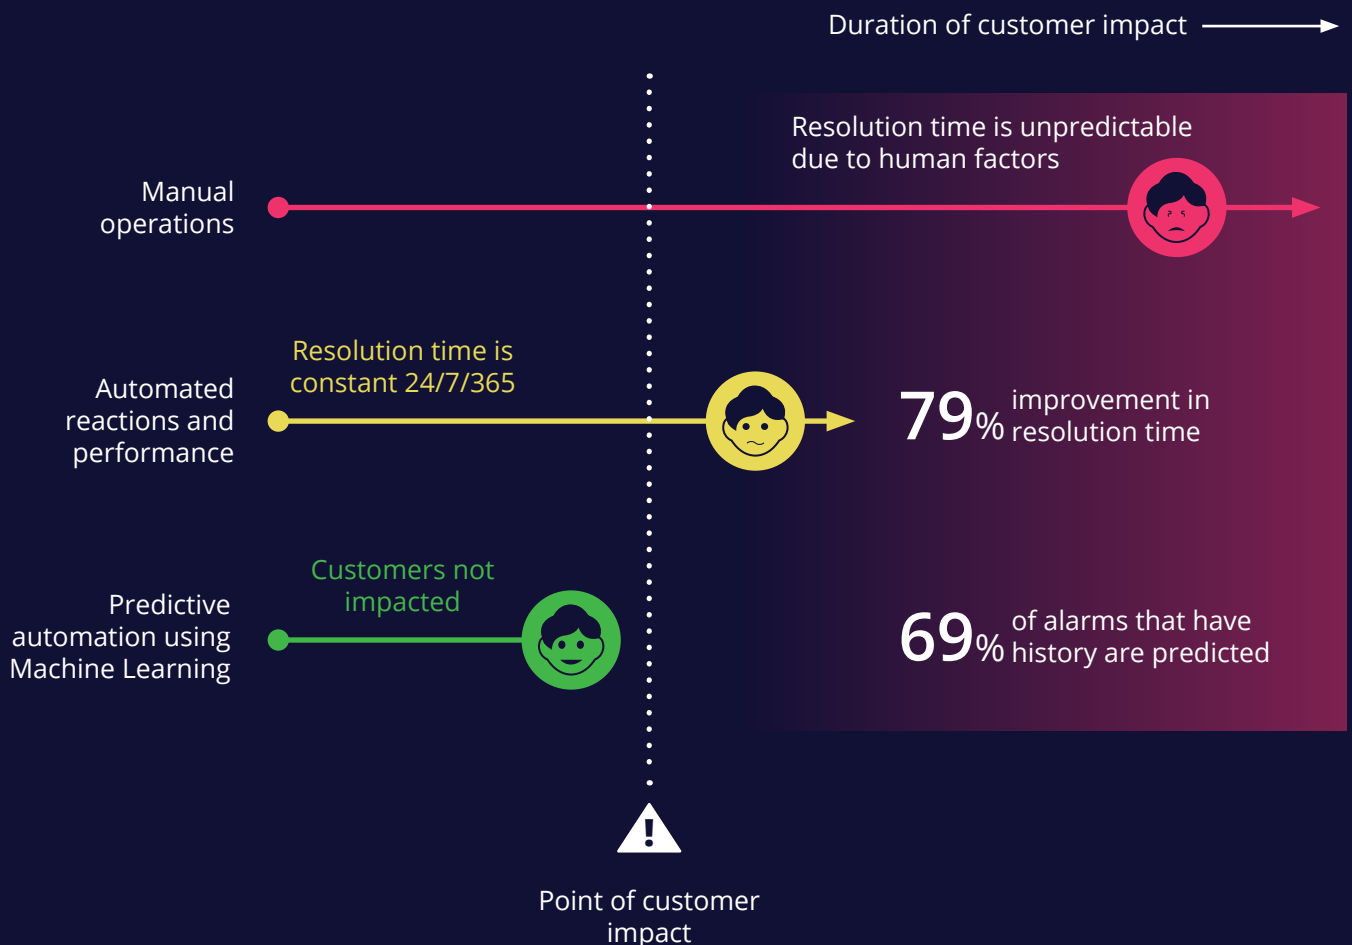 Duration of customer impact
Resolution time is unpredictable
due to human factors
Manual
operations
Resolution time is
constant 24/7/365
Automated
reactions and
performance
79% improvement in
resolution time
Customers not
impacted
Predictive
automation using
Machine Learning
69% of alarms that have
history are predicted
!
Point of customer
impact